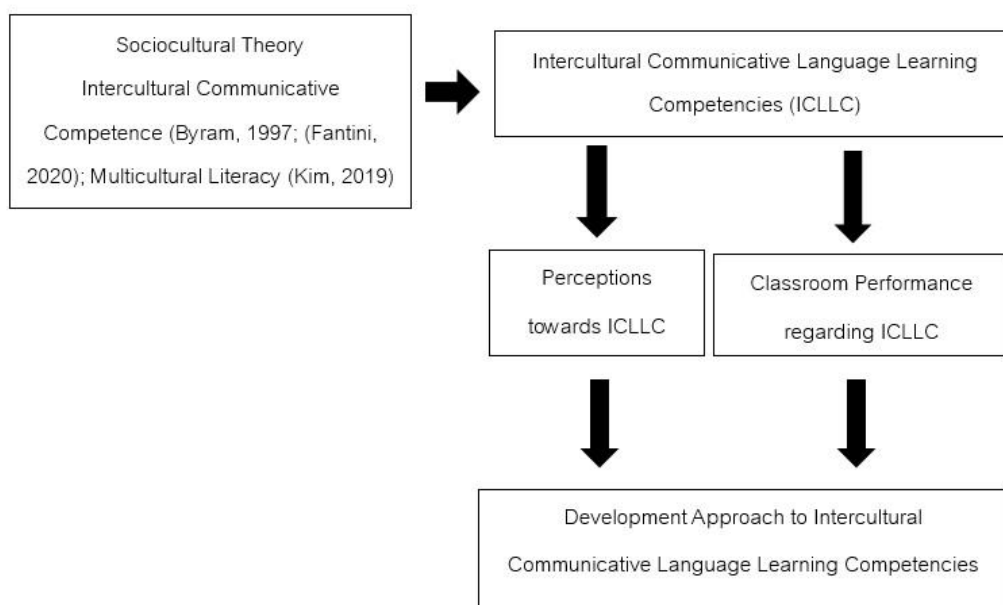 Sociocultural Theory
Intercultural Communicative
Competence (Byram, 1997; (Fantini,
2020); Multicultural Literacy (Kim, 2019)
Intercultural Communicative Language Learning
Competencies (ICLLC)
Perceptions
towards ICLLC
Classroom Performance
regarding ICLLC
Development Approach to Intercultural
Communicative Language Learning Competencies